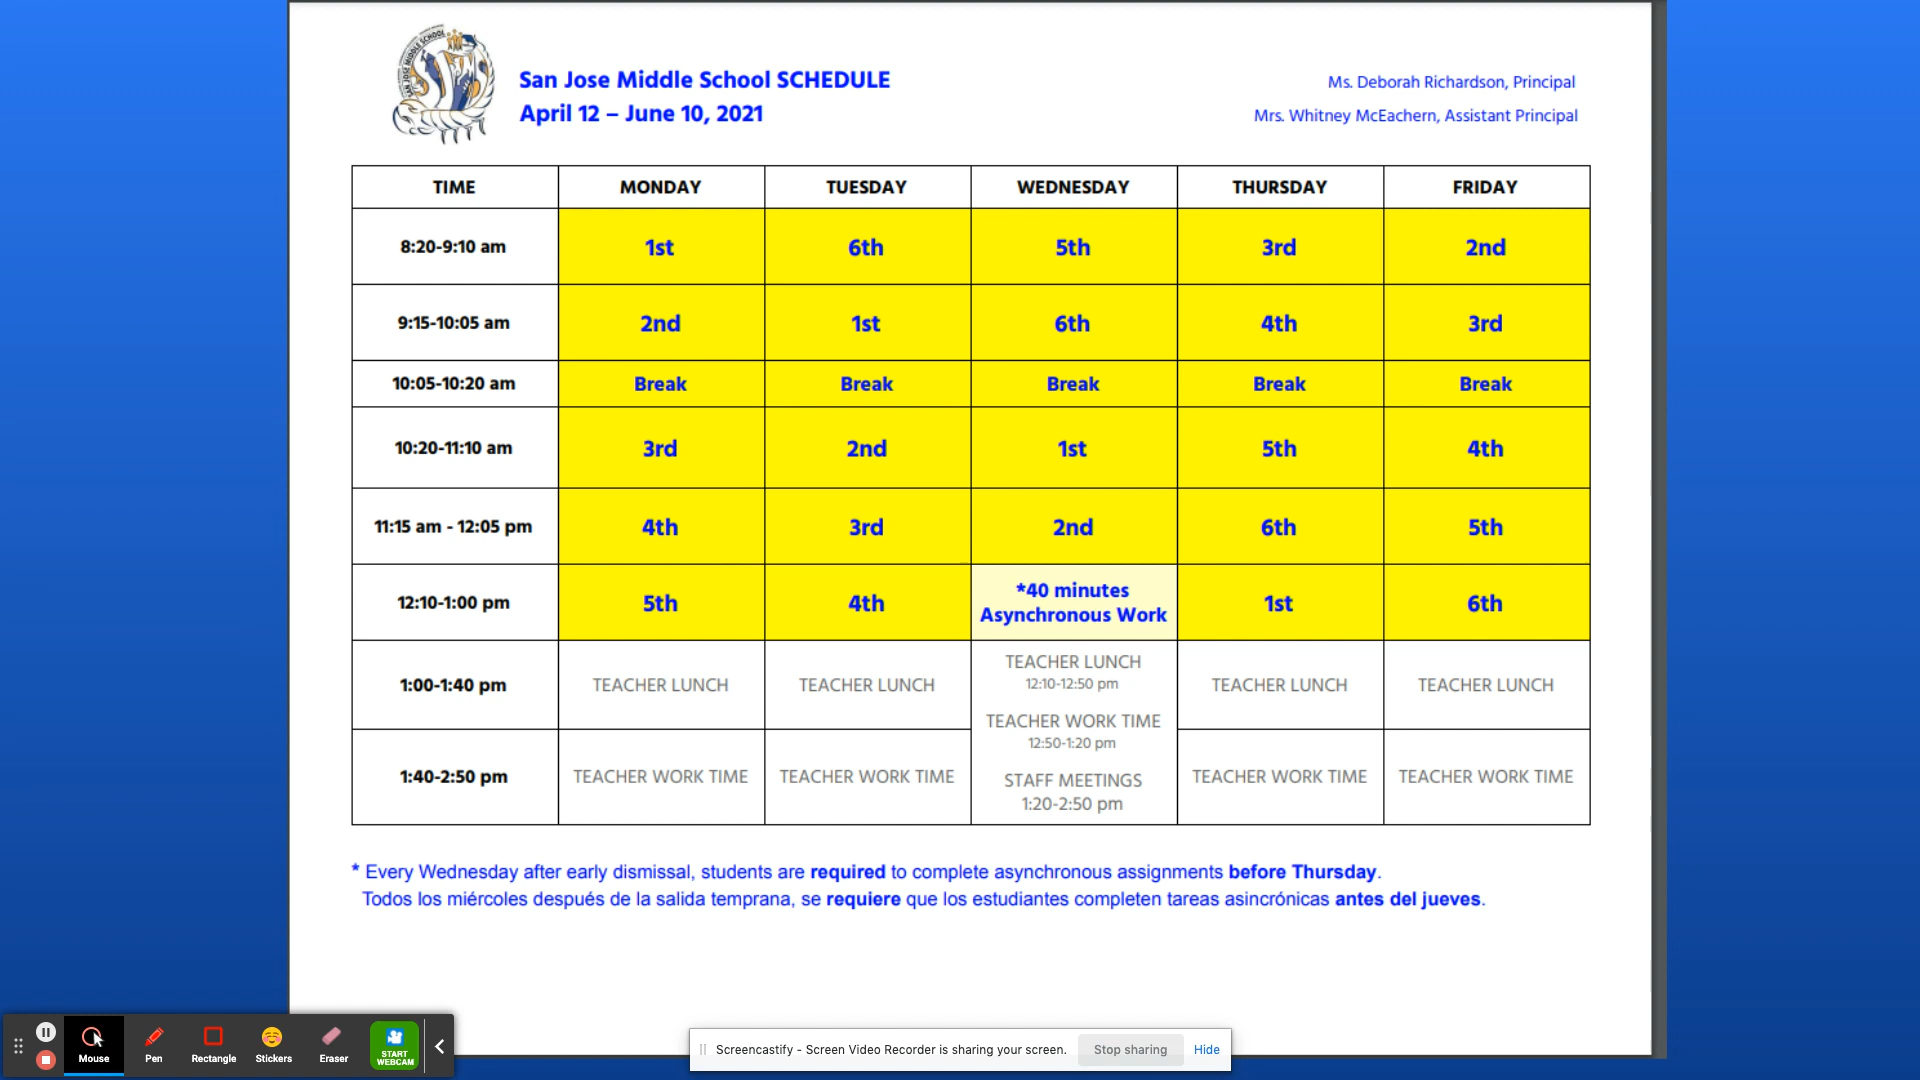 SAN JOSE MIDDLE SCHOOL
San Jose Middle School SCHEDULE
April 12 – June 10, 2021
Ms. Deborah Richardson, Principal
Mrs. Whitney McEachern, Assistant Principal
TIME MONDAY TUESDAY WEDNESDAY THURSDAY FRIDAY
8:20-9:10 am 1st 6th 5th 3rd 2nd
9:15-10:05 am 2nd 1st 6th 4th 3rd
10:05-10:20 am Break Break Break Break Break
10:20-11:10 am 3rd 2nd 1st 5th 4th
11:15 am - 12:05 pm 4th 3rd 2nd 6th 5th
12:10-1:00 pm 5th 4th *40 minutes
Asynchronous Work 1st 6th
1:00-1:40 pm TEACHER LUNCH TEACHER LUNCH TEACHER LUNCH
12:10-12:50 pm
TEACHER WORK TIME
12:50-1:20 pm
STAFF MEETINGS
1:20-2:50 pm
TEACHER LUNCH TEACHER LUNCH
1:40-2:50 pm TEACHER WORK TIME TEACHER WORK TIME TEACHER WORK TIME TEACHER WORK TIME
* Every Wednesday after early dismissal, students are required to complete asynchronous assignments before Thursday.
Todos los miércoles después de la salida temprana, se requiere que los estudiantes completen tareas asincrónicas antes del jueves.
Mouse
Pen
Rectangle
Stickers
Eraser
START
WEBCAM
Screencastify - Screen Video Recorder is sharing your screen. Stop sharing Hide